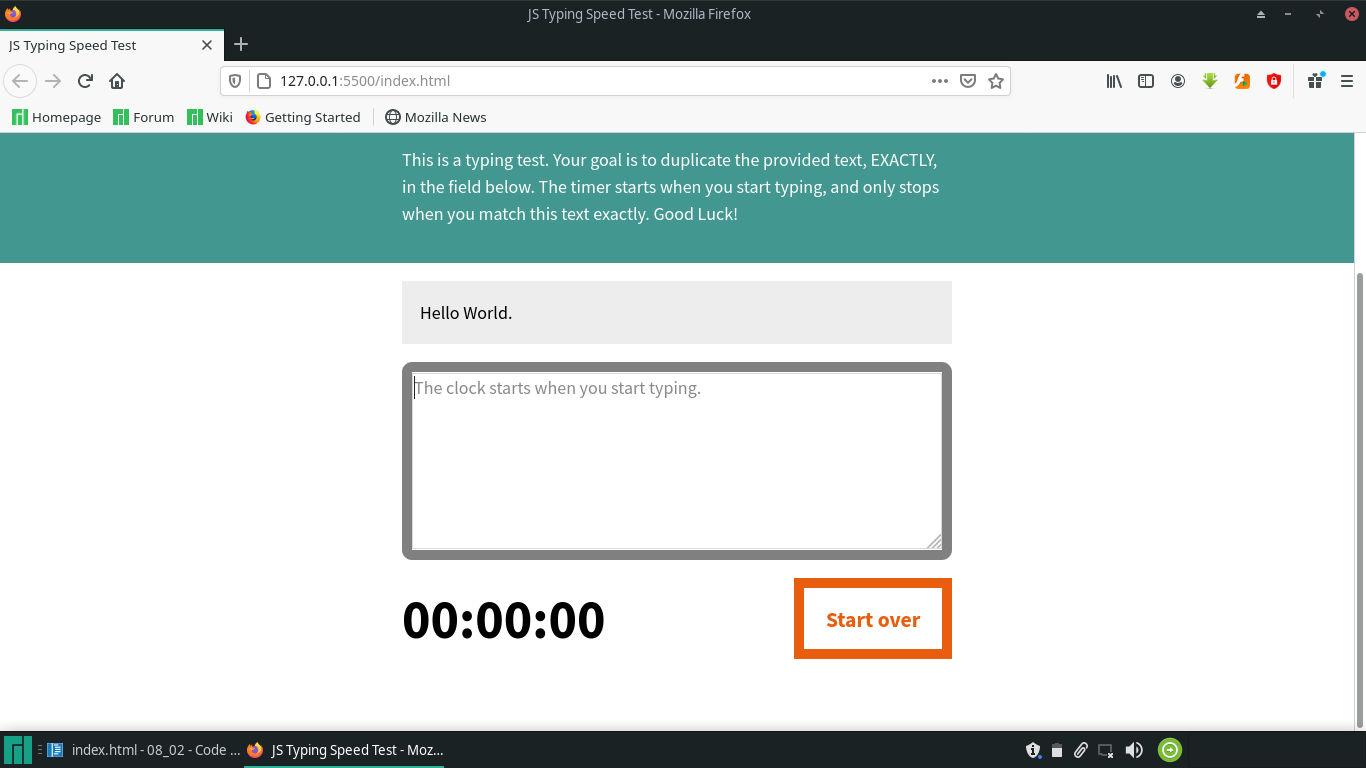 JS Typing Speed Test - Mozilla Firefox
JS Typing Speed Test
127.0.0.1:5500/index.html
Homepage Forum Wiki Getting Started Mozilla News
This is a typing test. Your goal is to duplicate the provided text, EXACTLY,
in the field below. The timer starts when you start typing, and only stops
when you match this text exactly. Good Luck!
Hello World.
The clock starts when you start typing.
00:00:00 Start over
index.html - 08_02 - Code ... JS Typing Speed Test - Moz...